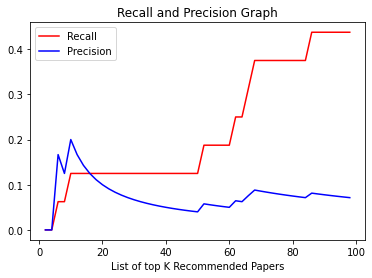 Recall and Precision Graph
Recall
Precision
0.4
0.3
0.2
0.1
0.0
0 20 40 60 80 100
List of top K Recommended Papers